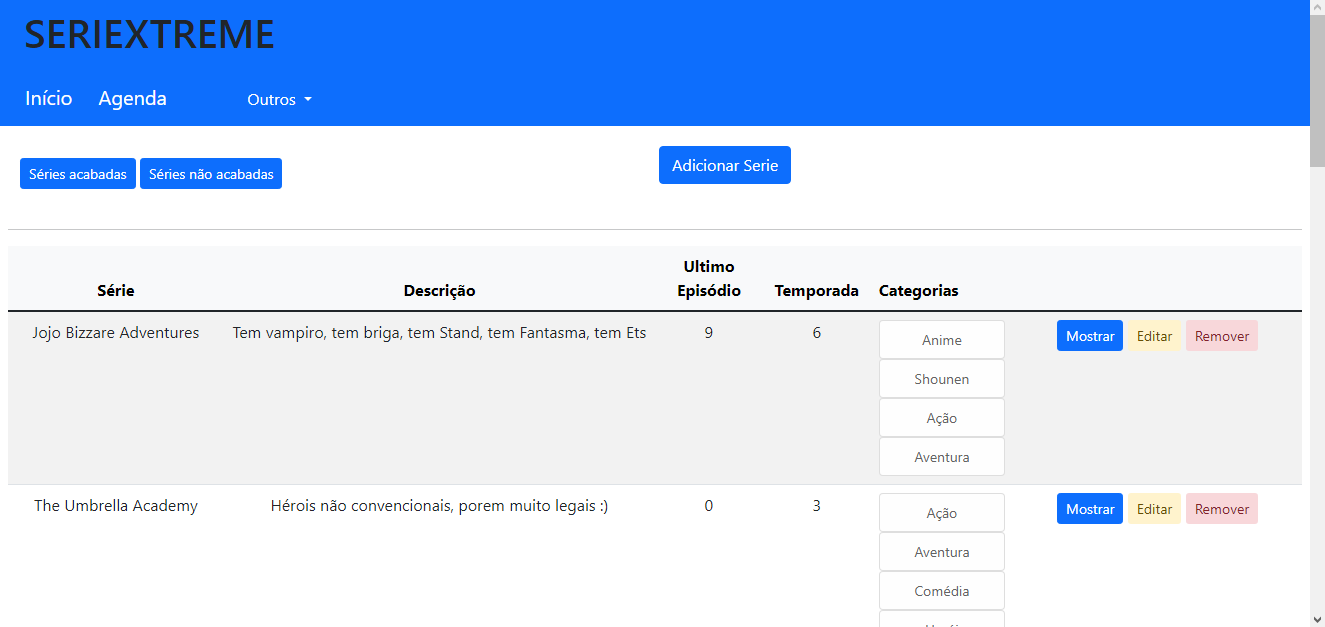 SERIEXTREME
Início Agenda Outros
Séries acabadas Séries não acabadas Adicionar Serie
Série Descrição Ultimo Episódio Temporada Categorias
Jojo Bizzare Adventures Tem vampiro, tem briga, tem Stand, tem Fantasma, tem Ets 9 6 Anime Mostrar Editar Remover
Shounen
Ação
Aventura
The Umbrella Academy Hérois não convencionais, porem muito legais :) 0 3 Ação Mostrar Editar Remover
Aventura
Comédia